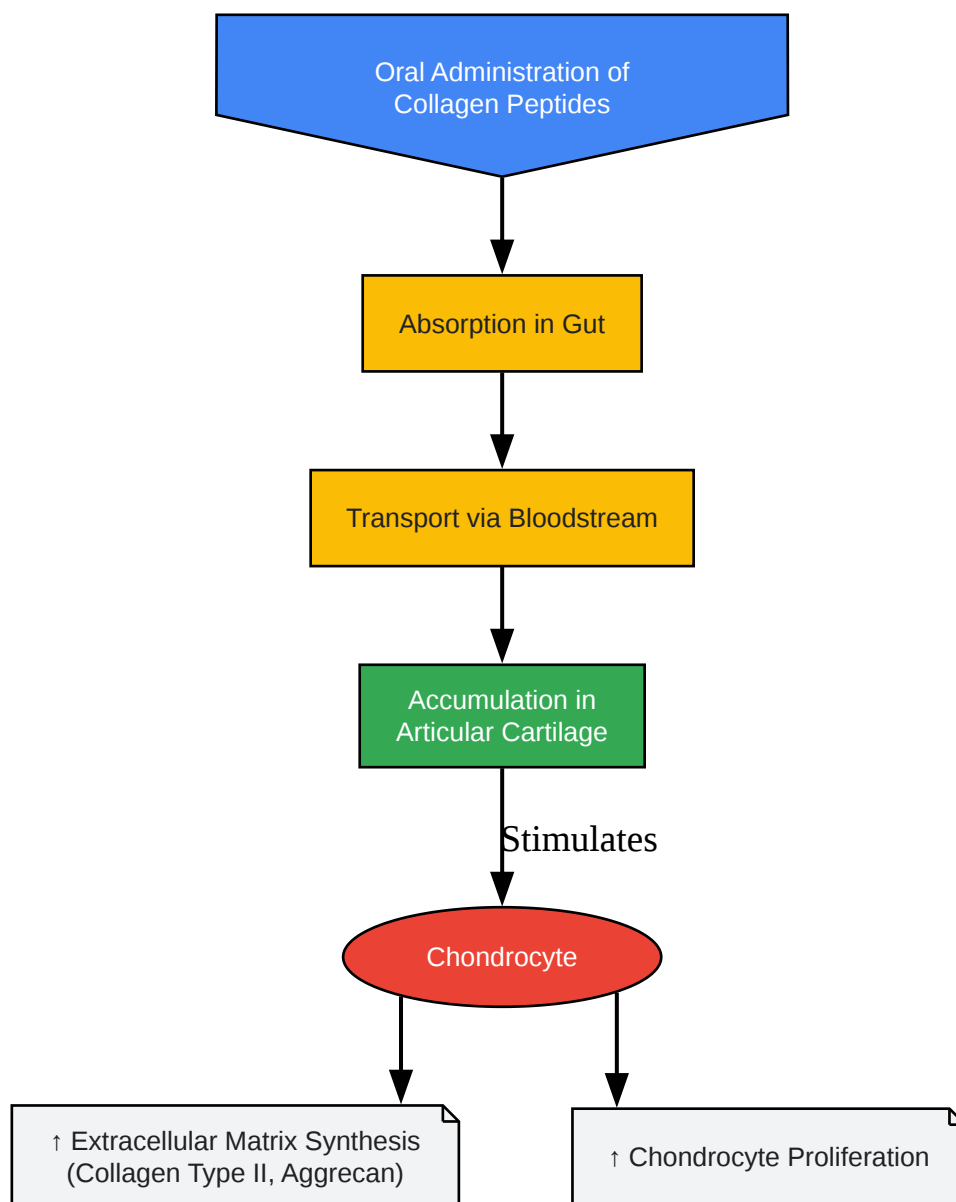 Oral Administration of
Collagen Peptides
Absorption in Gut
Transport via Bloodstream
Accumulation in
Articular Cartilage
Stimulates
Chondrocyte
↑ Extracellular Matrix Synthesis
(Collagen Type II, Aggrecan)
↑ Chondrocyte Proliferation